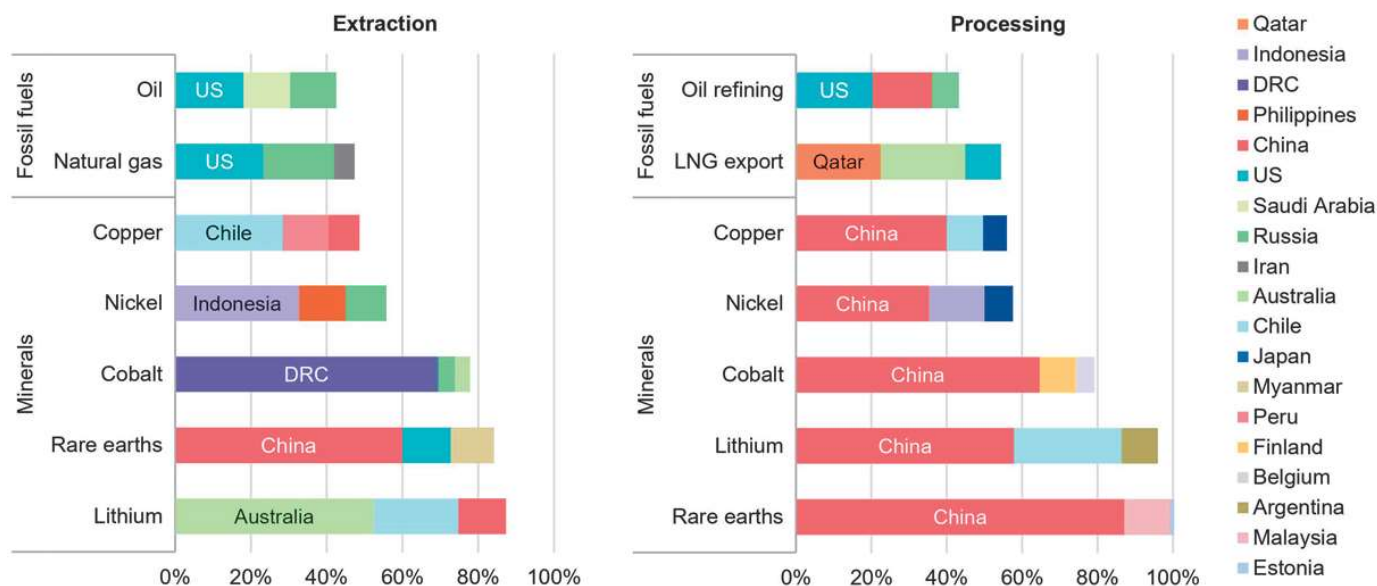 Extraction
Fossil fuels
Oil
US
Natural gas
US
Minerals
Copper
Chile
Nickel
Indonesia
Cobalt
DRC
Rare earths
China
Lithium
Australia
0% 20% 40% 60% 80% 100%
Processing
Fossil fuels
Oil refining
US
LNG export
Qatar
Minerals
Copper
China
Nickel
China
Cobalt
China
Lithium
China
Rare earths
China
0% 20% 40% 60% 80% 100%
Qatar
Indonesia
DRC
Philippines
China
US
Saudi Arabia
Russia
Iran
Australia
Chile
Japan
Myanmar
Peru
Finland
Belgium
Argentina
Malaysia
Estonia